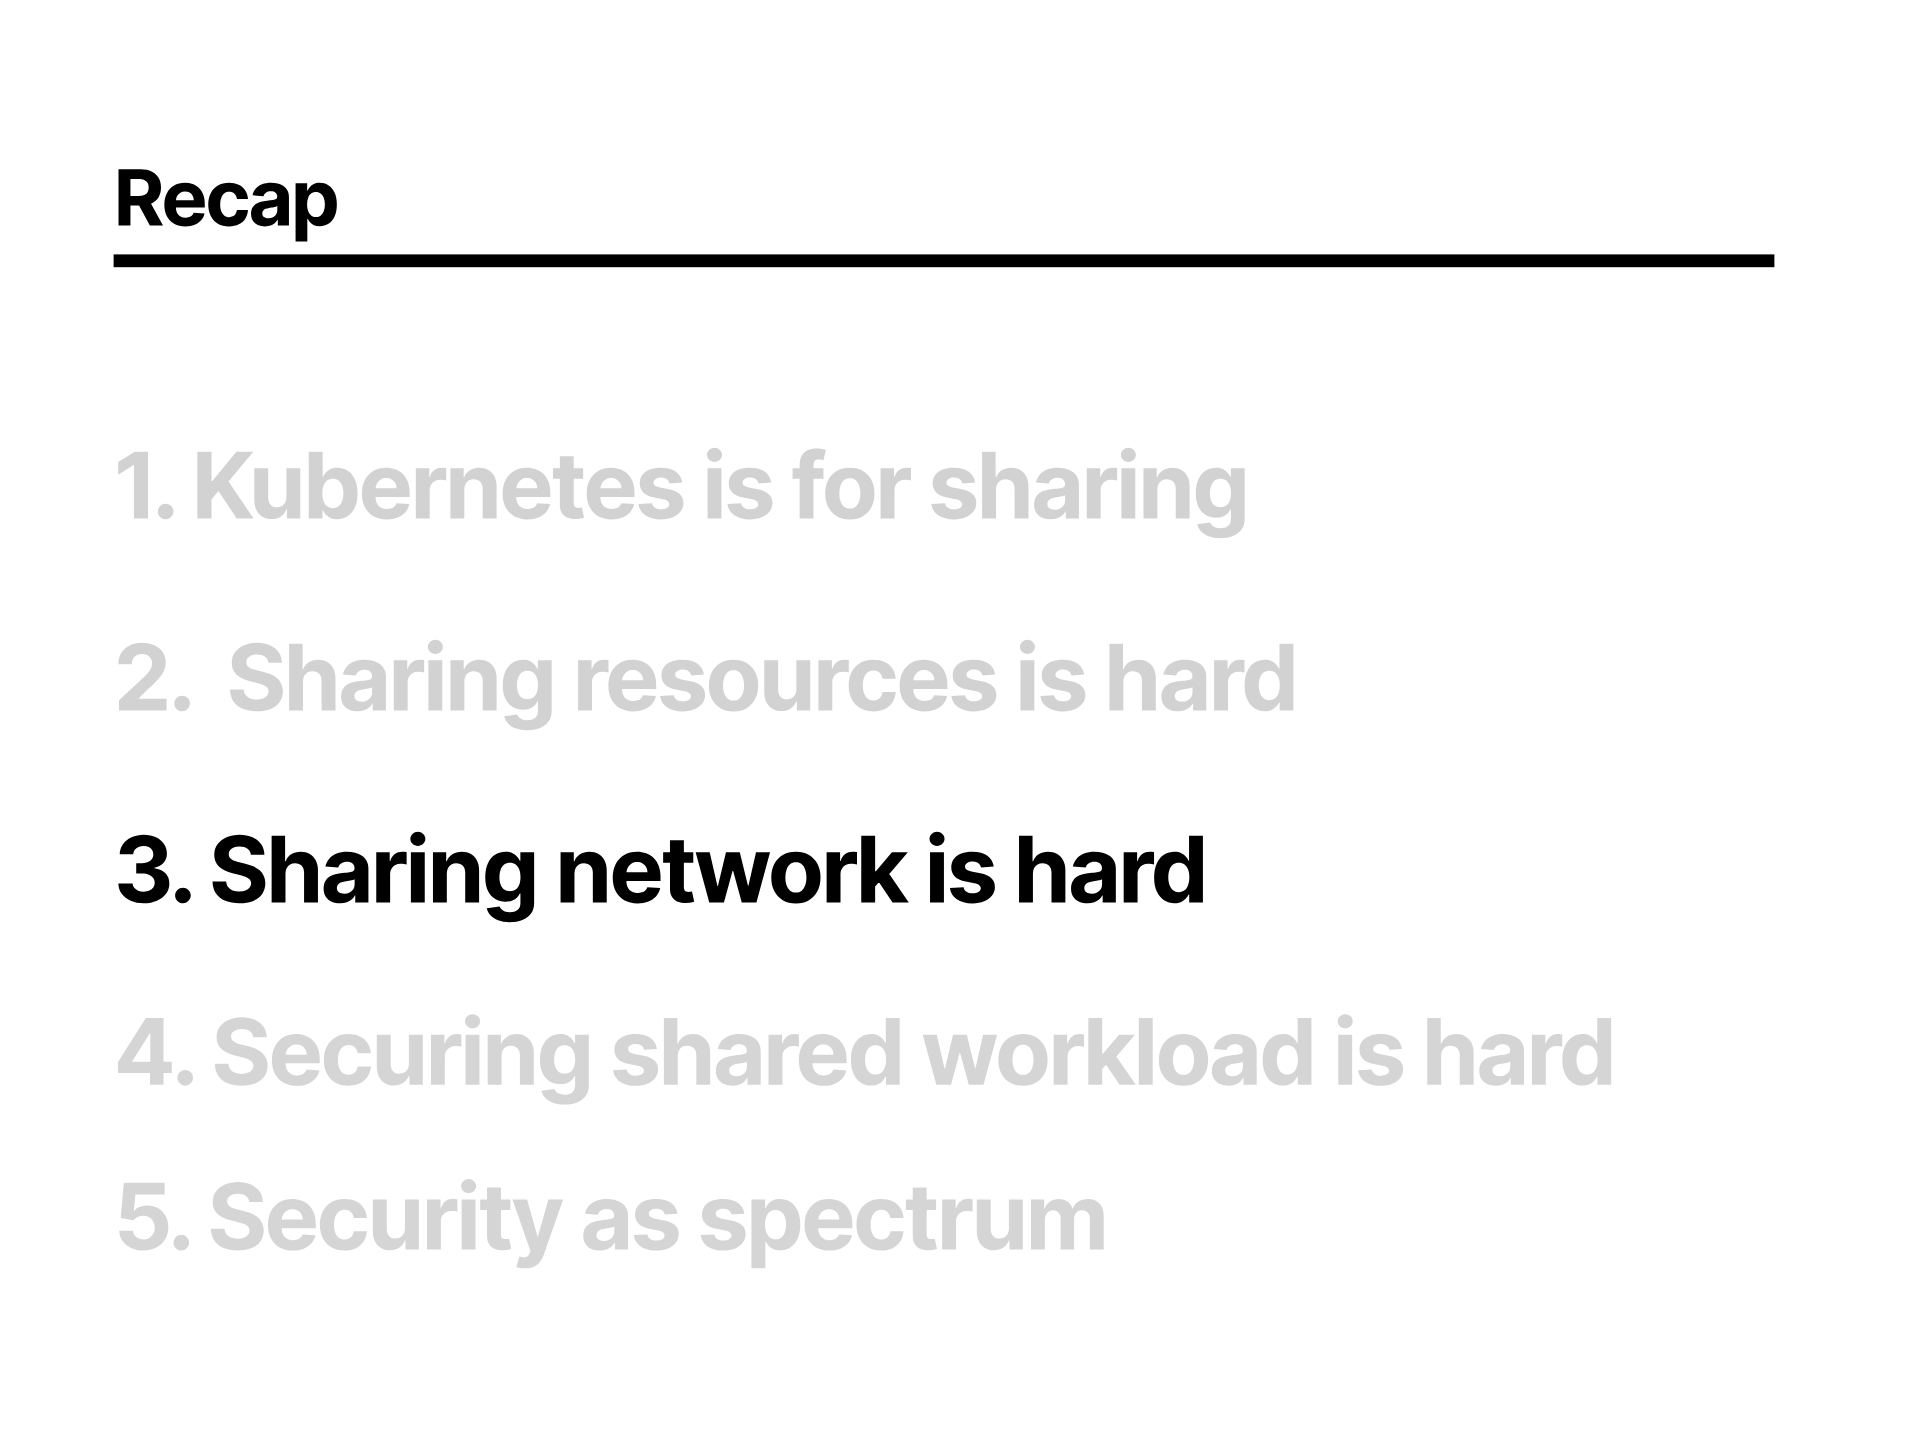 Recap
1. Kubernetes is for sharing
2. Sharing resources is hard
3. Sharing network is hard
4. Securing shared workload is hard
5. Security as spectrum